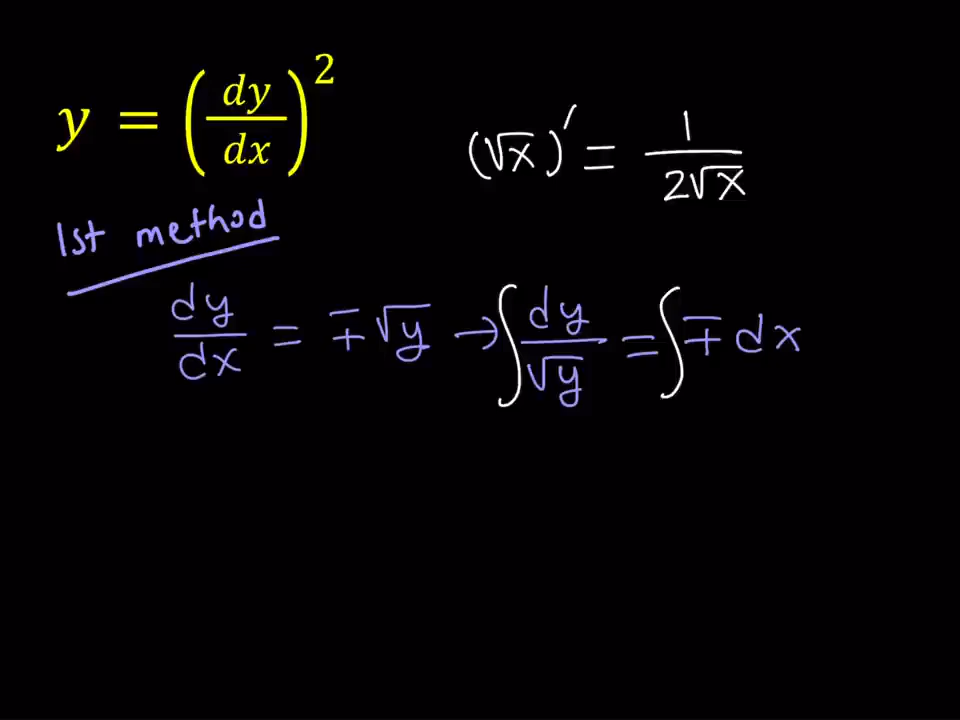 y = (dy/dx)²
(√x)′ = 1/(2√x)
1st method
dy/dx = ∓√y → ∫ dy/√y = ∫ ∓ dx